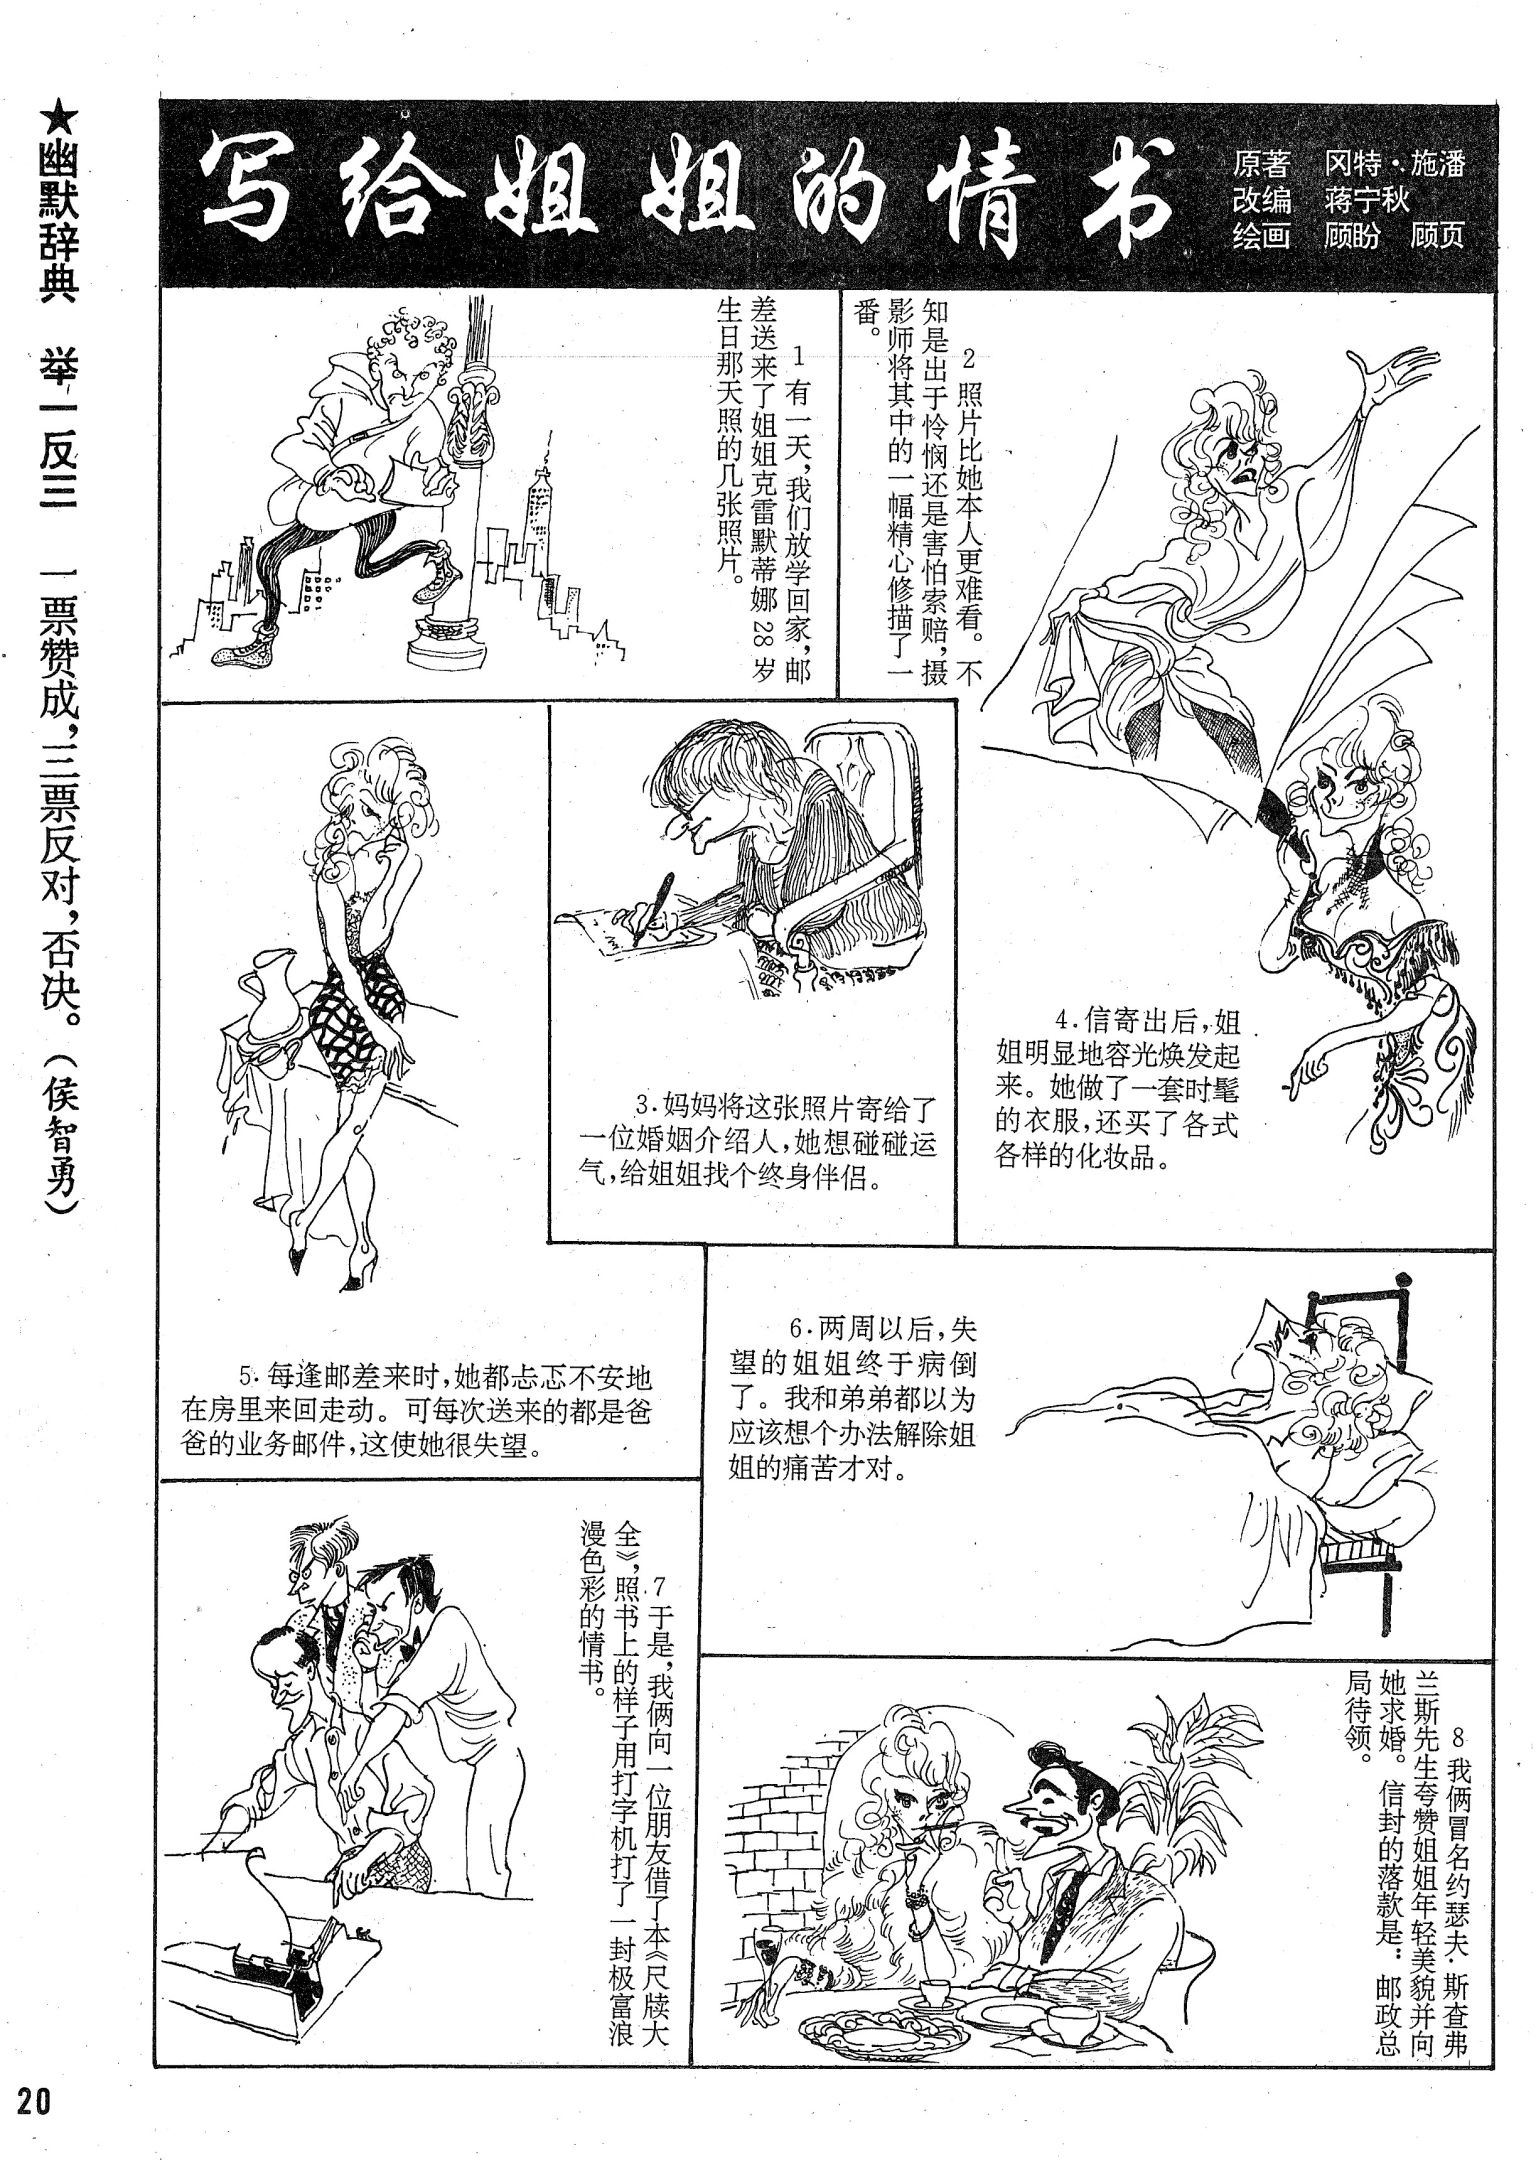 ★幽默辞典 举一反三 一票赞成,三票反对,否决。(侯智勇)
写给姐姐的情书
原著 冈特·施潘
改编 蒋宁秋
绘画 顾盼 顾页
1 有一天,我们放学回家,邮
差送来了姐姐克雷默蒂娜28岁
生日那天照的几张照片。
2 照片比她本人更难看。不
知是出于怜悯还是害怕索赔,摄
影师将其中的一幅精心修描了一
番。
3.妈妈将这张照片寄给了
一位婚姻介绍人,她想碰碰运
气,给姐姐找个终身伴侣。
4.信寄出后,姐
姐明显地容光焕发起
来。她做了一套时髦
的衣服,还买了各式
各样的化妆品。
5.每逢邮差来时,她都忐忑不安地
在房里来回走动。可每次送来的都是爸
爸的业务邮件,这使她很失望。
6.两周以后,失
望的姐姐终于病倒
了。我和弟弟都以为
应该想个办法解除姐
姐的痛苦才对。
7 于是,我俩向一位朋友借了本《尺牍大
全》,照书上的样子用打字机打了一封极富浪
漫色彩的情书。
8 我俩冒名约瑟夫·斯查弗
兰斯先生夸赞姐姐年轻美貌并向
她求婚。信封的落款是:邮政总
局待领。
20